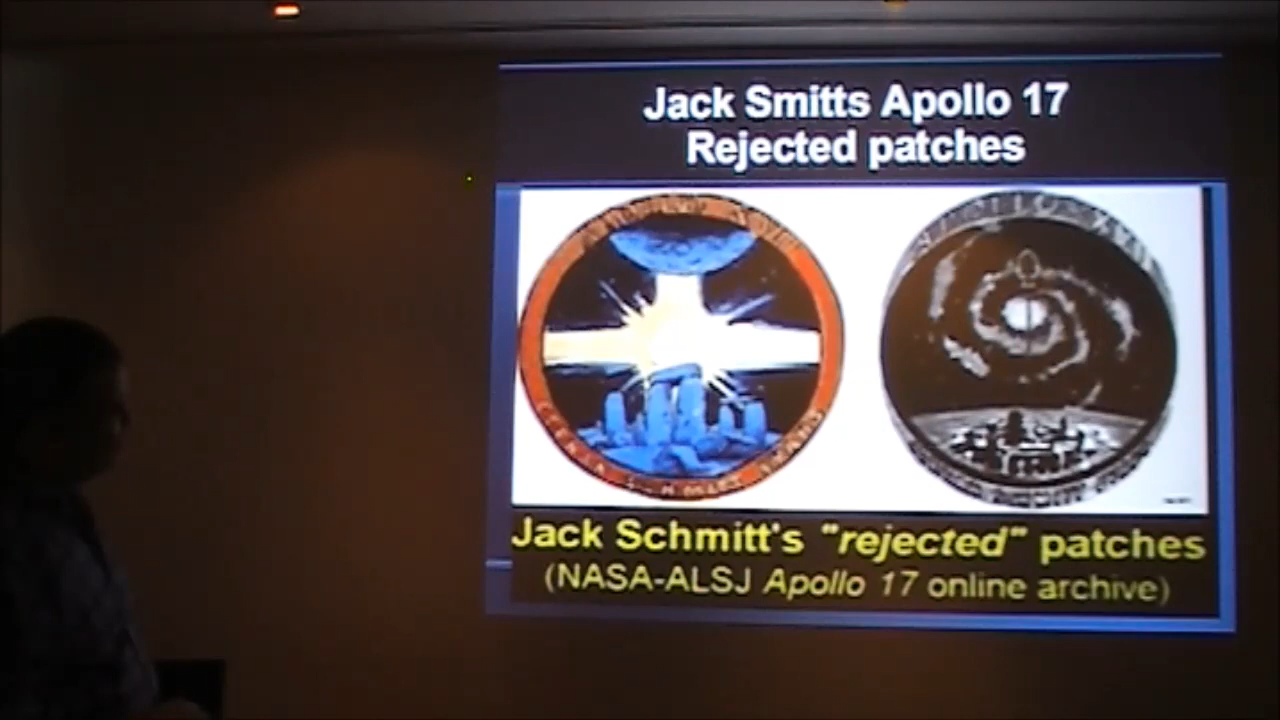 Jack Smitts Apollo 17
Rejected patches
Jack Schmitt's "rejected" patches
(NASA-ALSJ Apollo 17 online archive)